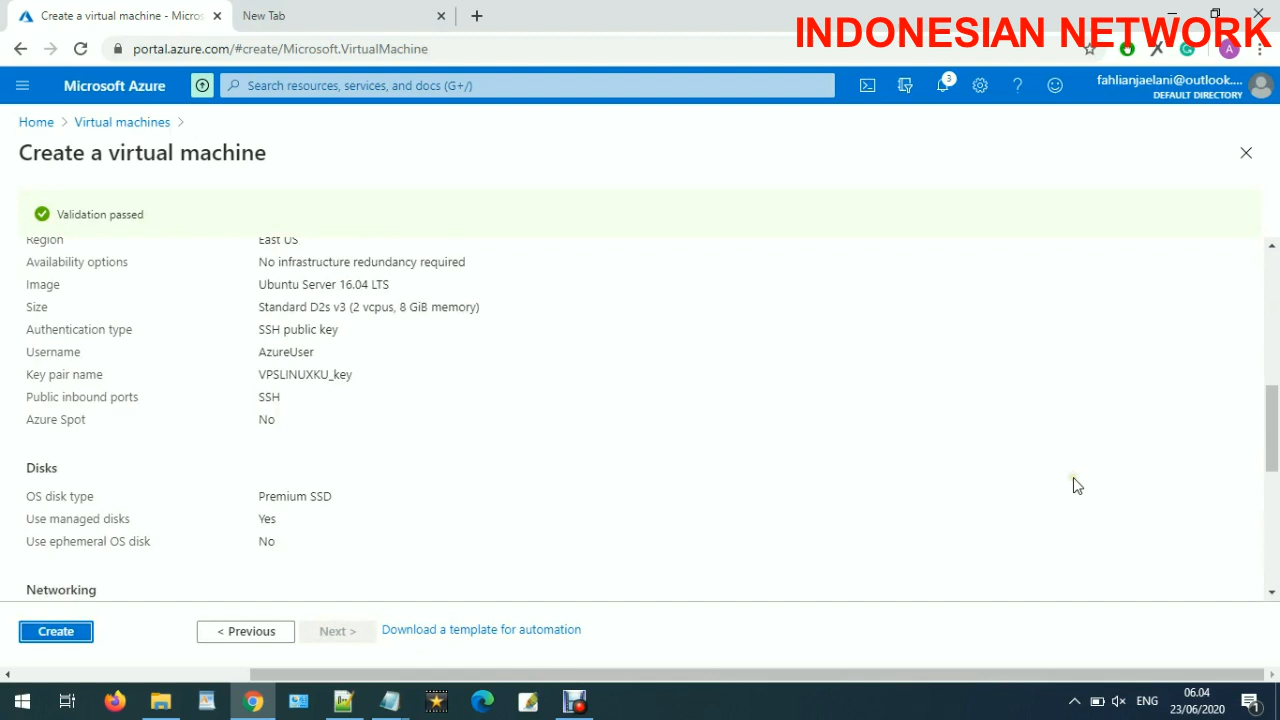 Create a virtual machine - Micros
New Tab
INDONESIAN NETWORK
portal.azure.com/#create/Microsoft.VirtualMachine
A
Microsoft Azure
Search resources, services, and docs (G+/)
3
fahlianjaelani@outlook....
DEFAULT DIRECTORY
Home > Virtual machines >
Create a virtual machine
Validation passed
Region East US
Availability options No infrastructure redundancy required
Image Ubuntu Server 16.04 LTS
Size Standard D2s v3 (2 vcpus, 8 GiB memory)
Authentication type SSH public key
Username AzureUser
Key pair name VPSLINUXKU_key
Public inbound ports SSH
Azure Spot No
Disks
OS disk type Premium SSD
Use managed disks Yes
Use ephemeral OS disk No
Networking
Create < Previous Next > Download a template for automation
ENG
06.04
23/06/2020
1